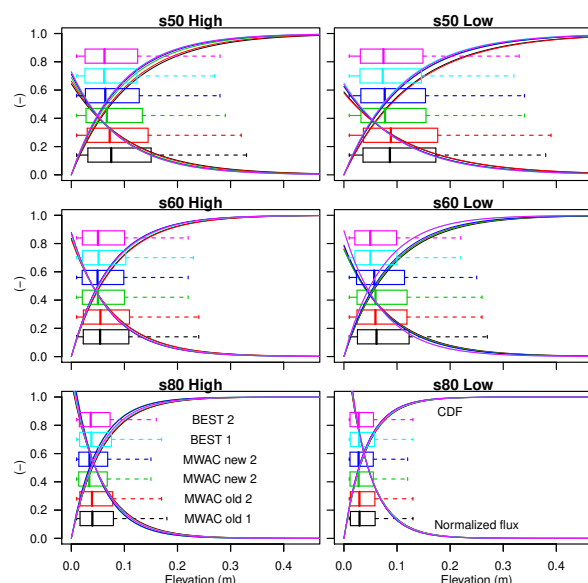 s50 High
s50 Low
1.0
0.8
0.6
0.4
0.2
0.0
(−)
s60 High
s60 Low
1.0
0.8
0.6
0.4
0.2
0.0
(−)
s80 High
s80 Low
1.0
0.8
0.6
0.4
0.2
0.0
(−)
BEST 2
BEST 1
MWAC new 2
MWAC new 2
MWAC old 2
MWAC old 1
CDF
Normalized flux
0.0 0.1 0.2 0.3 0.4
0.0 0.1 0.2 0.3 0.4
Elevation (m)
Elevation (m)